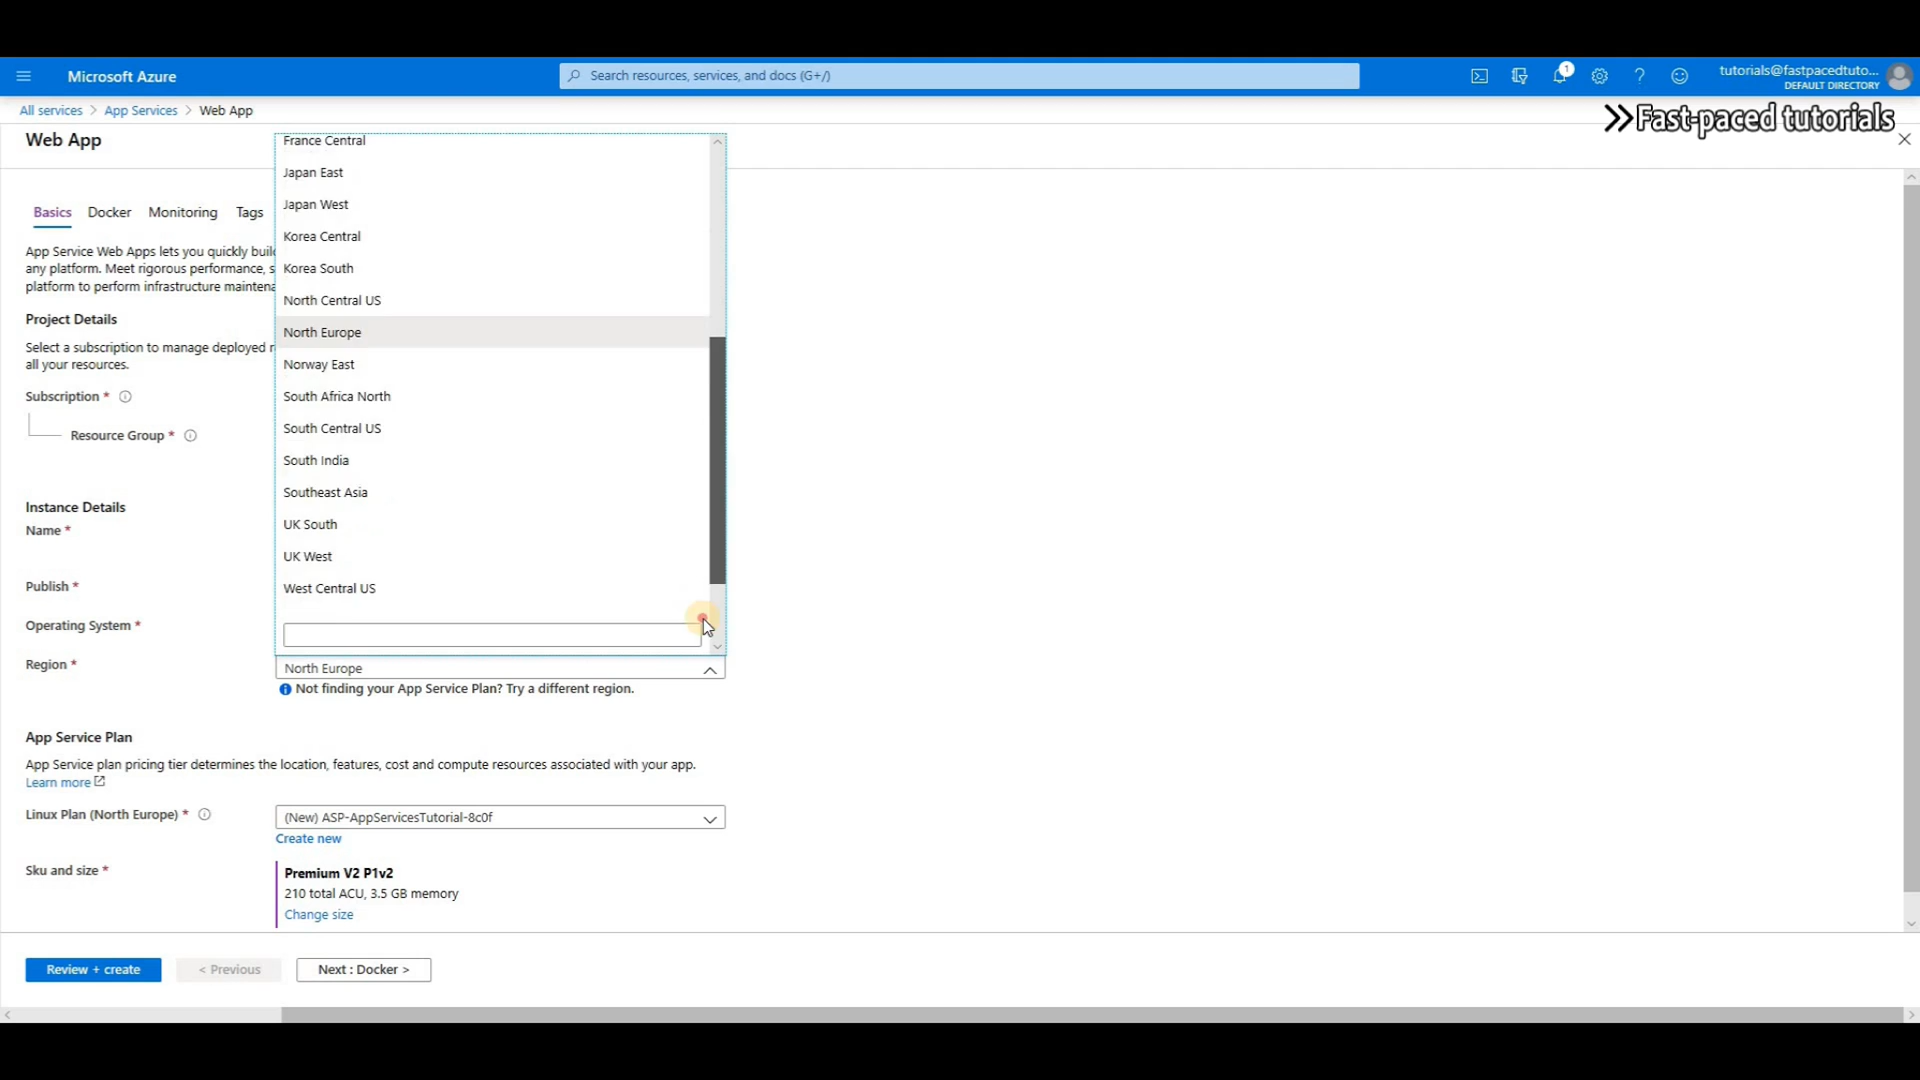 Microsoft Azure
Search resources, services, and docs (G+/)
1
tutorials@fastpacedtuto...
DEFAULT DIRECTORY
All services > App Services > Web App
Fast-paced tutorials
Web App
Basics Docker Monitoring Tags
App Service Web Apps lets you quickly buil
any platform. Meet rigorous performance, s
platform to perform infrastructure maintena
Project Details
Select a subscription to manage deployed r
all your resources.
Subscription *
Resource Group *
Instance Details
Name *
Publish *
Operating System *
Region *
France Central
Japan East
Japan West
Korea Central
Korea South
North Central US
North Europe
Norway East
South Africa North
South Central US
South India
Southeast Asia
UK South
UK West
West Central US
North Europe
Not finding your App Service Plan? Try a different region.
App Service Plan
App Service plan pricing tier determines the location, features, cost and compute resources associated with your app.
Learn more
Linux Plan (North Europe) *
(New) ASP-AppServicesTutorial-8c0f
Create new
Sku and size *
Premium V2 P1v2
210 total ACU, 3.5 GB memory
Change size
Review + create
< Previous
Next : Docker >